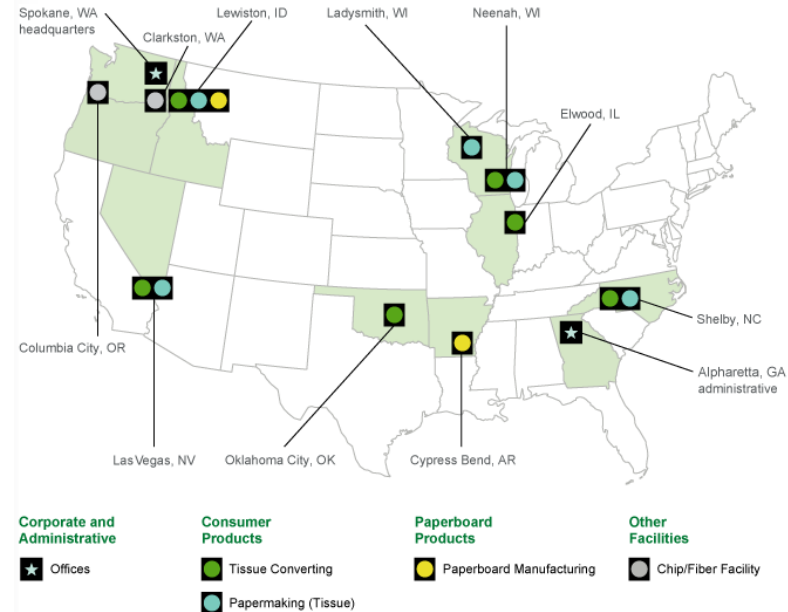 Spokane, WA
headquarters
Clarkston, WA
Lewiston, ID
Ladysmith, WI
Neenah, WI
Elwood, IL
Columbia City, OR
Las Vegas, NV
Oklahoma City, OK
Cypress Bend, AR
Shelby, NC
Alpharetta, GA
administrative
Corporate and
Administrative
Offices
Consumer
Products
Tissue Converting
Papermaking (Tissue)
Paperboard
Products
Paperboard Manufacturing
Other
Facilities
Chip/Fiber Facility